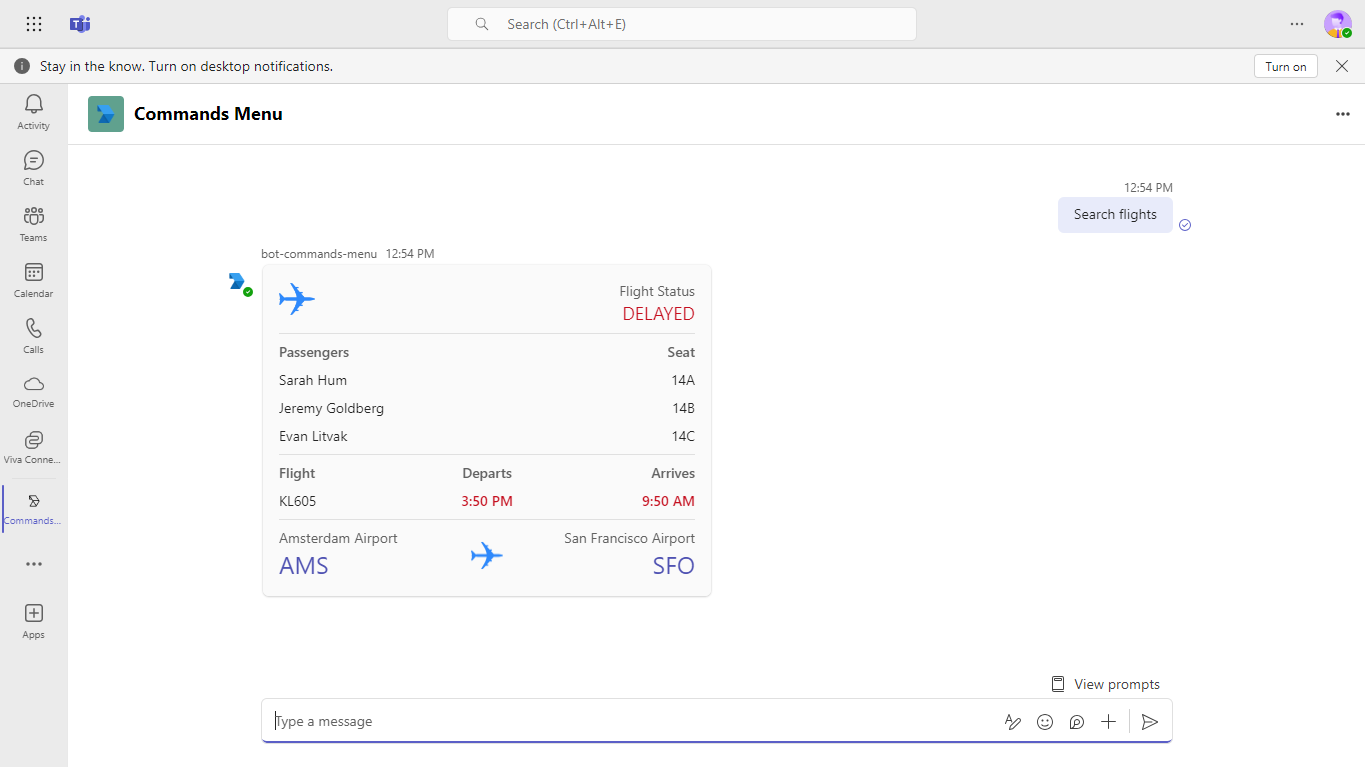 Search (Ctrl+Alt+E)
Stay in the know. Turn on desktop notifications.
Turn on
Activity
Chat
Teams
Calendar
Calls
OneDrive
Viva Conne...
Commands...
Apps
Commands Menu
12:54 PM
Search flights
bot-commands-menu 12:54 PM
Flight Status
DELAYED
Passengers Seat
Sarah Hum 14A
Jeremy Goldberg 14B
Evan Litvak 14C
Flight Departs Arrives
KL605 3:50 PM 9:50 AM
Amsterdam Airport San Francisco Airport
AMS SFO
View prompts
Type a message